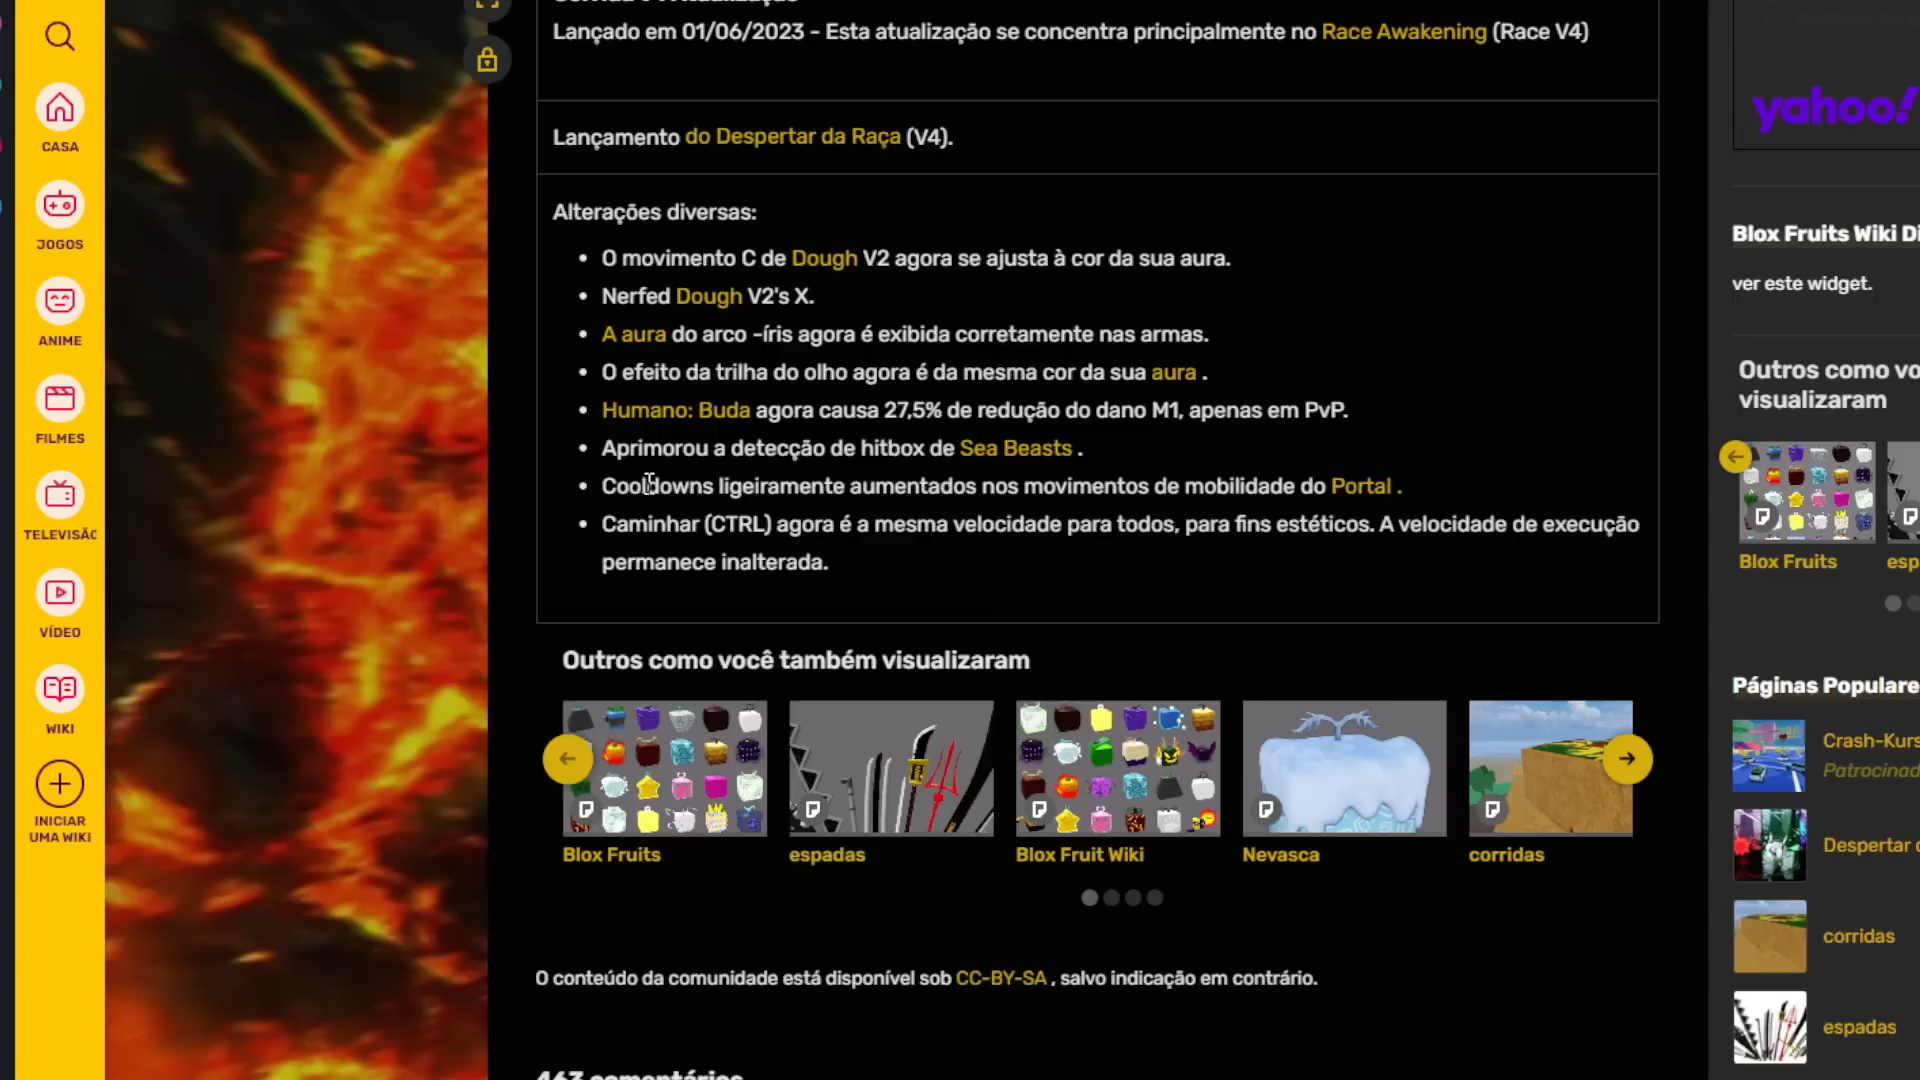 Lançado em 01/06/2023 - Esta atualização se concentra principalmente no Race Awakening (Race V4)
Lançamento do Despertar da Raça (V4).
Alterações diversas:
• O movimento C de Dough V2 agora se ajusta à cor da sua aura.
• Nerfed Dough V2's X.
• A aura do arco -íris agora é exibida corretamente nas armas.
• O efeito da trilha do olho agora é da mesma cor da sua aura .
• Humano: Buda agora causa 27,5% de redução do dano M1, apenas em PvP.
• Aprimorou a detecção de hitbox de Sea Beasts .
• Cooldowns ligeiramente aumentados nos movimentos de mobilidade do Portal .
• Caminhar (CTRL) agora é a mesma velocidade para todos, para fins estéticos. A velocidade de execução
permanece inalterada.
Outros como você também visualizaram
Blox Fruits
espadas
Blox Fruit Wiki
Nevasca
corridas
O conteúdo da comunidade está disponível sob CC-BY-SA , salvo indicação em contrário.
463 comentários
CASA
JOGOS
ANIME
FILMES
TELEVISÃO
VÍDEO
WIKI
INICIAR
UMA WIKI
yahoo!
Blox Fruits Wiki Di
ver este widget.
Outros como vo
visualizaram
Blox Fruits
esp
Páginas Populare
Crash-Kurs
Patrocinad
Despertar
corridas
espadas